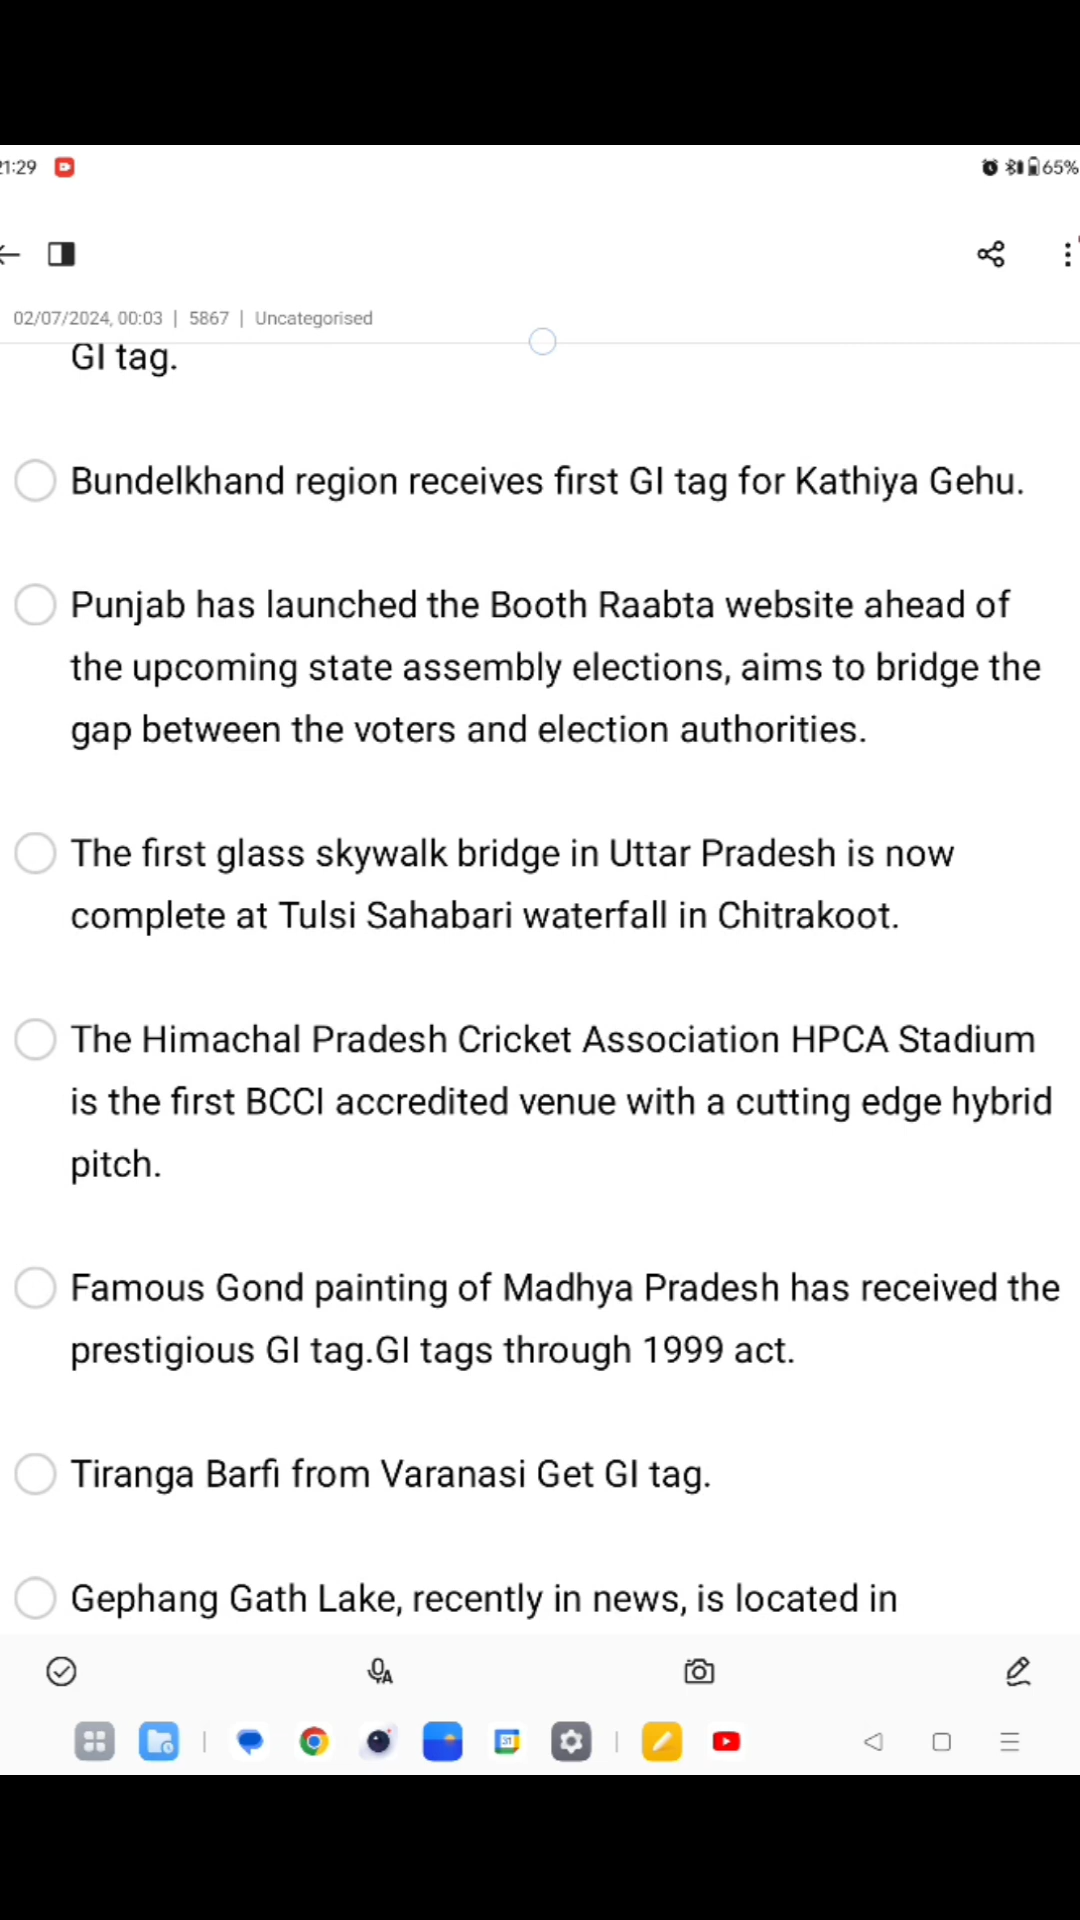 21:29
65%
02/07/2024, 00:03 | 5867 | Uncategorised
GI tag.
Bundelkhand region receives first GI tag for Kathiya Gehu.
Punjab has launched the Booth Raabta website ahead of
the upcoming state assembly elections, aims to bridge the
gap between the voters and election authorities.
The first glass skywalk bridge in Uttar Pradesh is now
complete at Tulsi Sahabari waterfall in Chitrakoot.
The Himachal Pradesh Cricket Association HPCA Stadium
is the first BCCI accredited venue with a cutting edge hybrid
pitch.
Famous Gond painting of Madhya Pradesh has received the
prestigious GI tag.GI tags through 1999 act.
Tiranga Barfi from Varanasi Get GI tag.
Gephang Gath Lake, recently in news, is located in
A
31